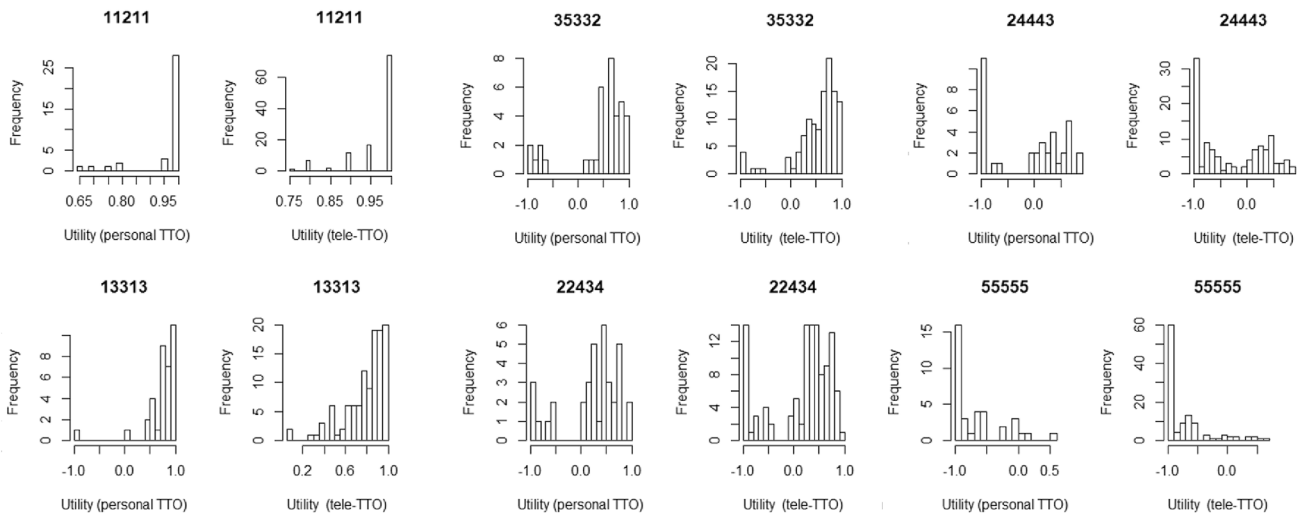 11211
Frequency
25
15
5
0
0.65 0.80 0.95
Utility (personal TTO)
11211
Frequency
60
40
20
0
0.75 0.85 0.95
Utility (tele-TTO)
35332
Frequency
8
6
4
2
0
-1.0 0.0 1.0
Utility (personal TTO)
35332
Frequency
20
15
10
5
0
-1.0 0.0 1.0
Utility (tele-TTO)
24443
Frequency
8
6
4
2
0
-1.0 0.0
Utility (personal TTO)
24443
Frequency
30
20
10
5
0
-1.0 0.0
Utility (tele-TTO)
13313
Frequency
8
6
4
2
0
-1.0 0.0 1.0
Utility (personal TTO)
13313
Frequency
20
15
10
5
0
0.2 0.6 1.0
Utility (tele-TTO)
22434
Frequency
6
5
4
3
2
1
0
-1.0 0.0 1.0
Utility (personal TTO)
22434
Frequency
12
8
4
0
-1.0 0.0 1.0
Utility (tele-TTO)
55555
Frequency
15
10
5
0
-1.0 0.0 0.5
Utility (personal TTO)
55555
Frequency
60
40
20
10
0
-1.0 0.0
Utility (tele-TTO)